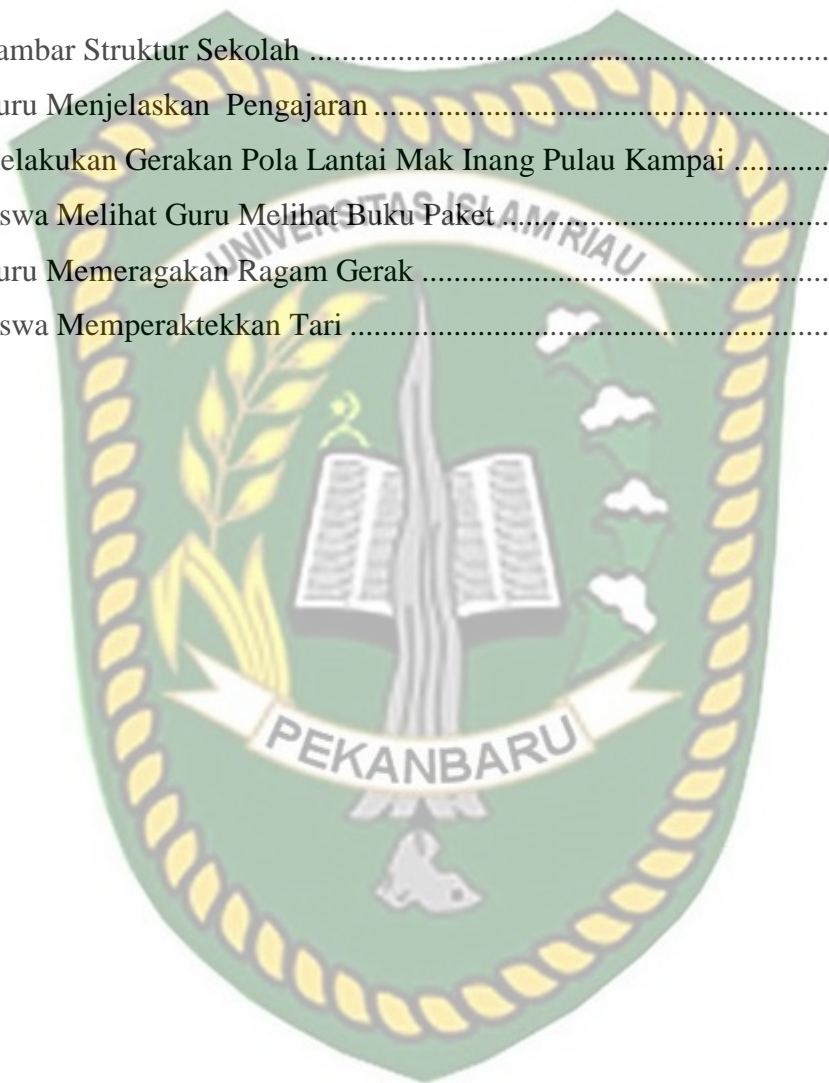 ambar Struktur Sekolah ................................................................
uru Menjelaskan Pengajaran ........................................................
elakukan Gerakan Pola Lantai Mak Inang Pulau Kampai ............
swa Melihat Guru Melihat Buku Paket .........................................
UNIVERSITAS ISLAM RIAU
uru Memeragakan Ragam Gerak ...................................................
swa Memperaktekkan Tari ............................................................
PEKANBARU